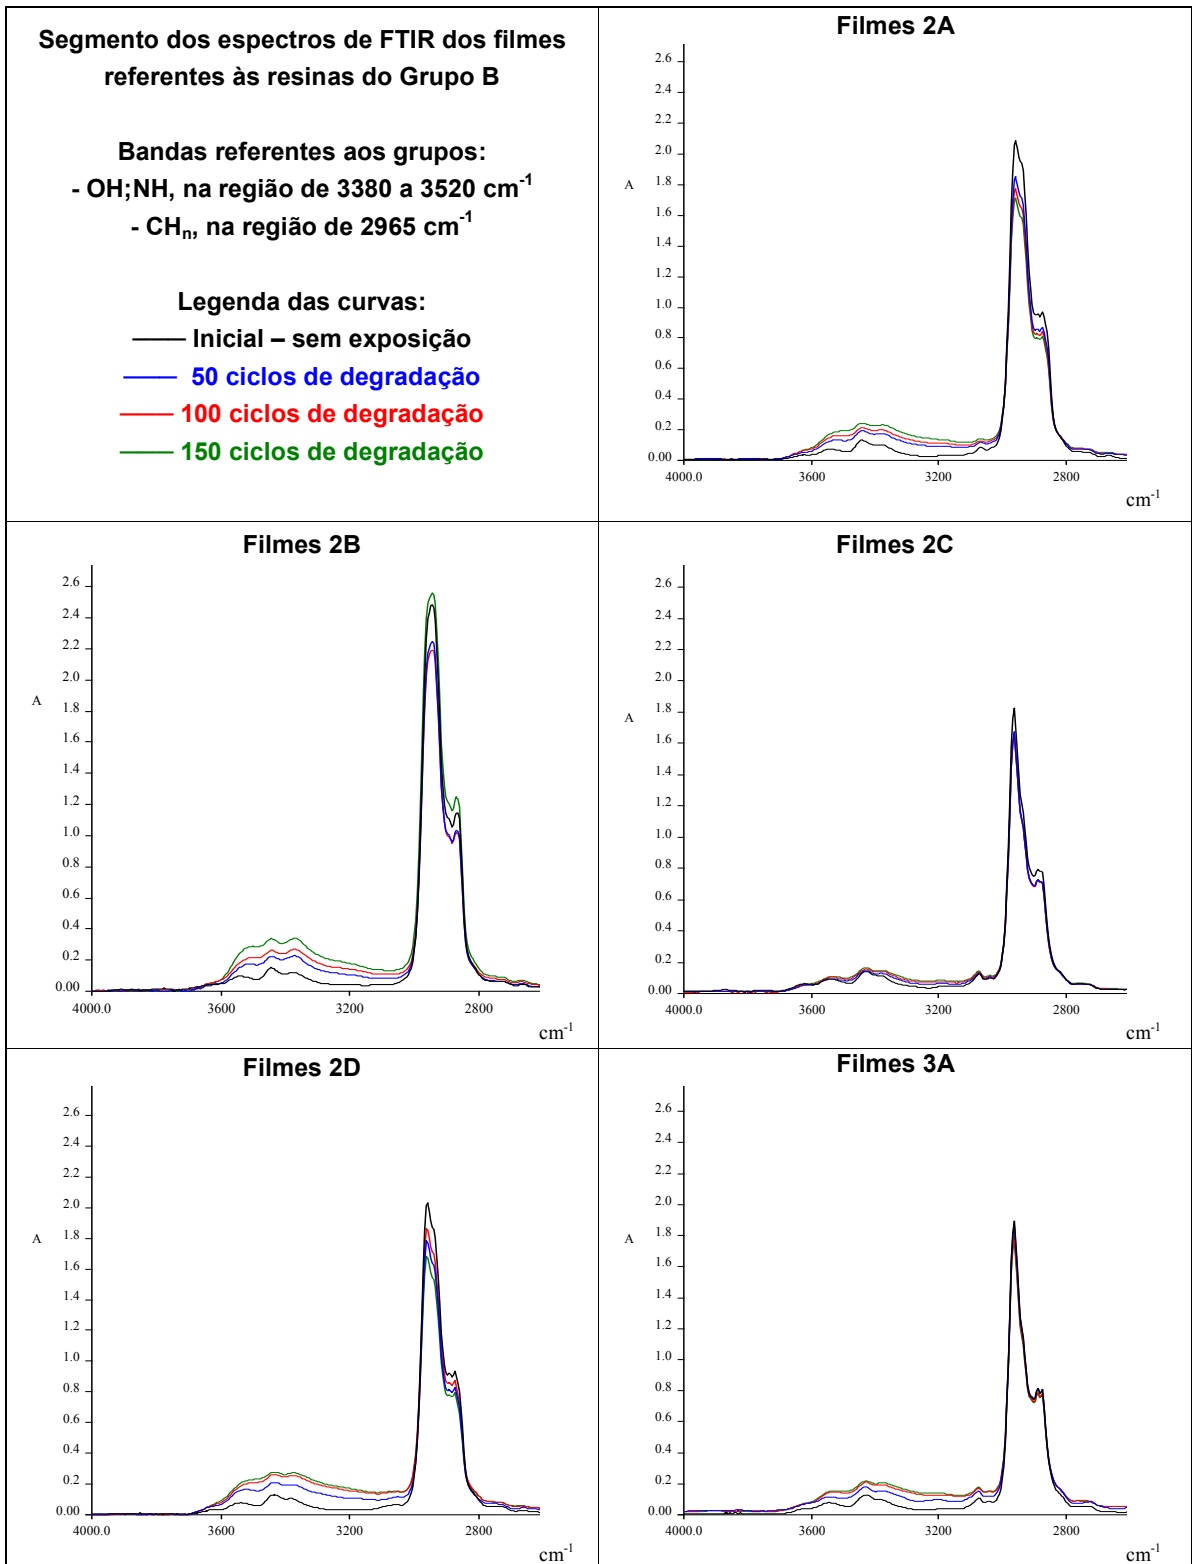 Segmento dos espectros de FTIR dos filmes
referentes às resinas do Grupo B
Bandas referentes aos grupos:
- OH;NH, na região de 3380 a 3520 cm⁻¹
- CHₙ, na região de 2965 cm⁻¹
Legenda das curvas:
Inicial – sem exposição
50 ciclos de degradação
100 ciclos de degradação
150 ciclos de degradação
Filmes 2A
2.6
2.4
2.2
2.0
A
1.8
1.6
1.4
1.2
1.0
0.8
0.6
0.4
0.2
0.00
4000.0 3600 3200 2800
cm⁻¹
Filmes 2B
2.6
2.4
2.2
2.0
A
1.8
1.6
1.4
1.2
1.0
0.8
0.6
0.4
0.2
0.00
4000.0 3600 3200 2800
cm⁻¹
Filmes 2C
2.6
2.4
2.2
2.0
A
1.8
1.6
1.4
1.2
1.0
0.8
0.6
0.4
0.2
0.00
4000.0 3600 3200 2800
cm⁻¹
Filmes 2D
2.6
2.4
2.2
2.0
A
1.8
1.6
1.4
1.2
1.0
0.8
0.6
0.4
0.2
0.00
4000.0 3600 3200 2800
cm⁻¹
Filmes 3A
2.6
2.4
2.2
2.0
A
1.8
1.6
1.4
1.2
1.0
0.8
0.6
0.4
0.2
0.00
4000.0 3600 3200 2800
cm⁻¹